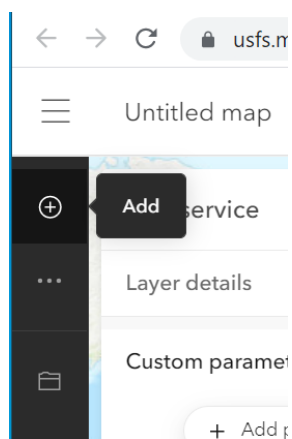 usfs.m
Untitled map
Add
service
Layer details
Custom paramet
+ Add p